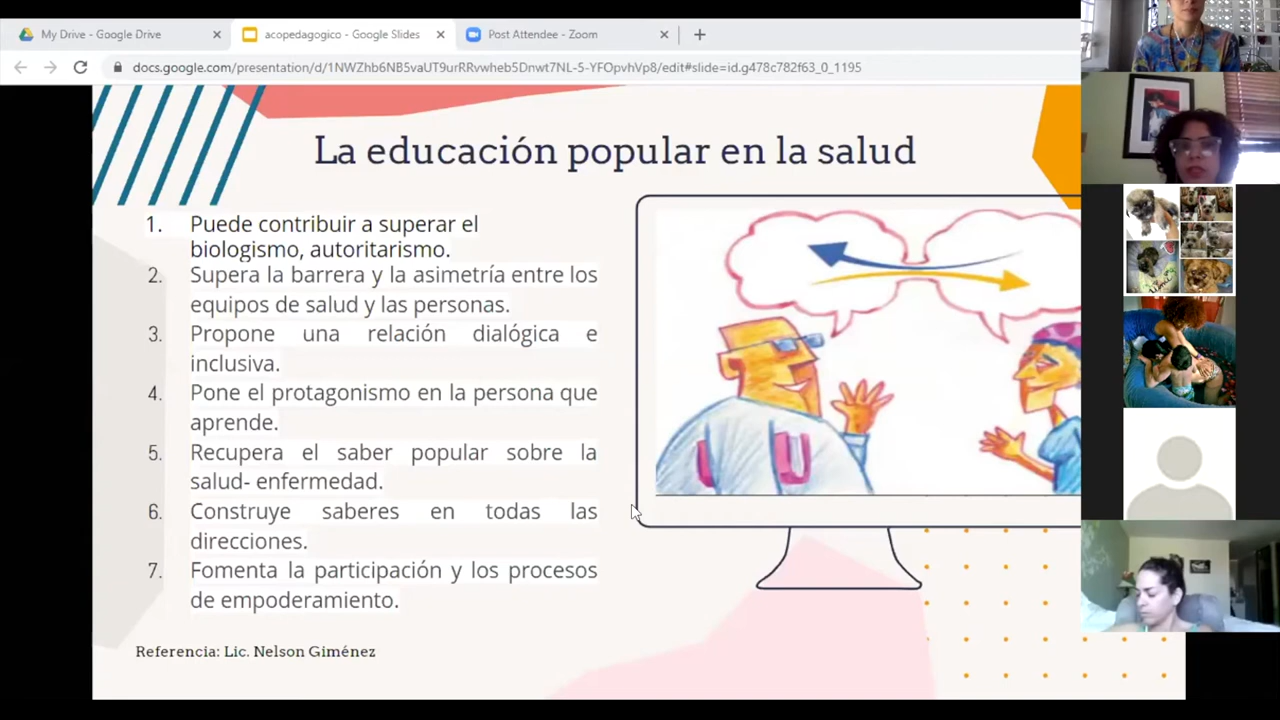 My Drive - Google Drive
acopedagogico - Google Slides
Post Attendee - Zoom
docs.google.com/presentation/d/1NWZhb6NB5vaUT9urRRvwheb5Dnwt7NL-5-YFOpvhVp8/edit#slide=id.g478c782f63_0_1195
La educación popular en la salud
1. Puede contribuir a superar el
biologismo, autoritarismo.
2. Supera la barrera y la asimetría entre los
equipos de salud y las personas.
3. Propone una relación dialógica e
inclusiva.
4. Pone el protagonismo en la persona que
aprende.
5. Recupera el saber popular sobre la
salud- enfermedad.
6. Construye saberes en todas las
direcciones.
7. Fomenta la participación y los procesos
de empoderamiento.
Referencia: Lic. Nelson Giménez